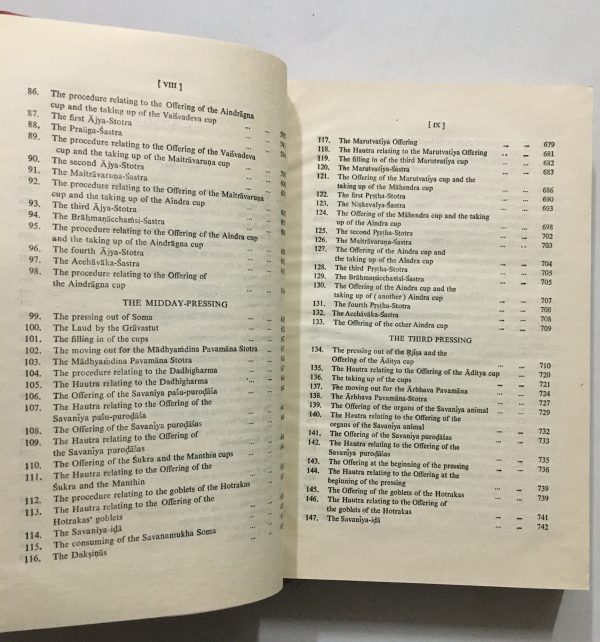 [ VIII ]
86. The procedure relating to the Offering of the Aindrāgna
cup and the taking up of the Vaiśvadeva cup
87. The first Ājya-Stotra
88. The Praüga-Śastra
89. The procedure relating to the Offering of the Vaiśvadeva
cup and the taking up of the Maitrāvaruṇa cup
90. The second Ājya-Stotra
91. The Maitrāvaruṇa-Śastra
92. The procedure relating to the Offering of the Maitrāvaruṇa
cup and the taking up of the Aindra cup
93. The third Ājya-Stotra
94. The Brāhmaṇācchaṁsi-Śastra
95. The procedure relating to the Offering of the Aindra cup
and the taking up of the Aindrāgna cup
96. The fourth Ājya-Stotra
97. The Acchāvāka-Śastra
98. The procedure relating to the Offering of
the Aindrāgna cup
THE MIDDAY-PRESSING
99. The pressing out of Soma
100. The Laud by the Grāvastut
101. The filling in of the cups
102. The moving out for the Mādhyaṁdina Pavamāna Stotra
103. The Mādhyaṁdina Pavamāna Stotra
104. The procedure relating to the Dadhigharma
105. The Hautra relating to the Dadhigharma
106. The Offering of the Savanīya paśu-puroḍāśa
107. The Hautra relating to the Offering of the
Savanīya paśu-puroḍāśa
108. The Offering of the Savanīya puroḍāśas
109. The Hautra relating to the Offering of
the Savanīya puroḍāśas
110. The Offering of the Śukra and the Manthin cups
111. The Hautra relating to the Offering of the
Śukra and the Manthin
112. The procedure relating to the goblets of the Hotrakas
113. The Hautra relating to the Offering of the
Hotrakas' goblets
114. The Savanīya-iḍā
115. The consuming of the Savanamukha Soma
116. The Dakṣiṇās
[ IX ]
117. The Marutvatīya Offering ... ... 679
118. The Hautra relating to the Marutvatīya Offering ... ... 681
119. The filling in of the third Marutvatīya cup ... ... 682
120. The Marutvatīya-Śastra ... ... 683
121. The Offering of the Marutvatīya cup and the
taking up of the Māhendra cup ... ... 686
122. The first Pṛṣṭha-Stotra ... ... 690
123. The Niṣkevalya-Śastra ... ... 693
124. The Offering of the Māhendra cup and the taking
up of the Aindra cup ... ... 698
125. The second Pṛṣṭha-Stotra ... ... 702
126. The Maitrāvaruṇa-Śastra ... ... 703
127. The Offering of the Aindra cup and
the taking up of the Aindra cup ... ... 704
128. The third Pṛṣṭha-Stotra ... ... 705
129. The Brāhmaṇācchaṁsi-Śastra ... ... 705
130. The Offering of the Aindra cup and the
taking up of ( another ) Aindra cup ... ... 707
131. The fourth Pṛṣṭha-Stotra ... ... 708
132. The Acchāvāka-Śastra ... ... 708
133. The Offering of the other Aindra cup ... ... 709
THE THIRD PRESSING
134. The pressing out of the Ṛjīṣa and the
Offering of the Āditya cup ... ... 710
135. The Hautra relating to the Offering of the Āditya cup ... ... 720
136. The taking up of the cups ... ... 721
137. The moving out for the Ārbhava Pavamāna ... ... 724
138. The Ārbhava Pavamāna-Stotra ... ... 727
139. The Offering of the organs of the Savanīya animal ... ... 729
140. The Hautra relating to the Offering of the
organs of the Savanīya animal ... ... 732
141. The Offering of the Savanīya puroḍāśas ... ... 733
142. The Hautra relating to the Offering of the
Savanīya puroḍāśas ... ... 735
143. The Offering at the beginning of the pressing ... ... 736
144. The Hautra relating to the Offering at the
beginning of the pressing ... ... 739
145. The Offering of the goblets of the Hotrakas ... ... 739
146. The Hautra relating to the Offering of
the goblets of the Hotrakas ... ... 741
147. The Savanīya-iḍā ... ... 742